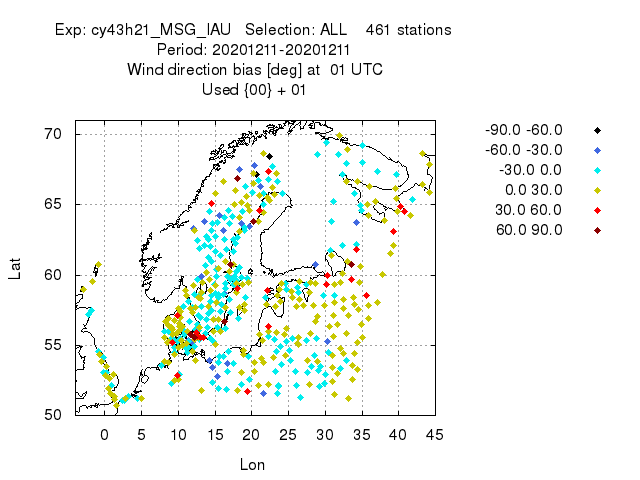 Exp: cy43h21_MSG_IAU   Selection: ALL    461 stations
Period: 20201211-20201211
Wind direction bias [deg] at  01 UTC
Used {00} + 01
70
65
60
55
50
Lat
0 5 10 15 20 25 30 35 40 45
Lon
-90.0 -60.0
-60.0 -30.0
-30.0 0.0
0.0 30.0
30.0 60.0
60.0 90.0